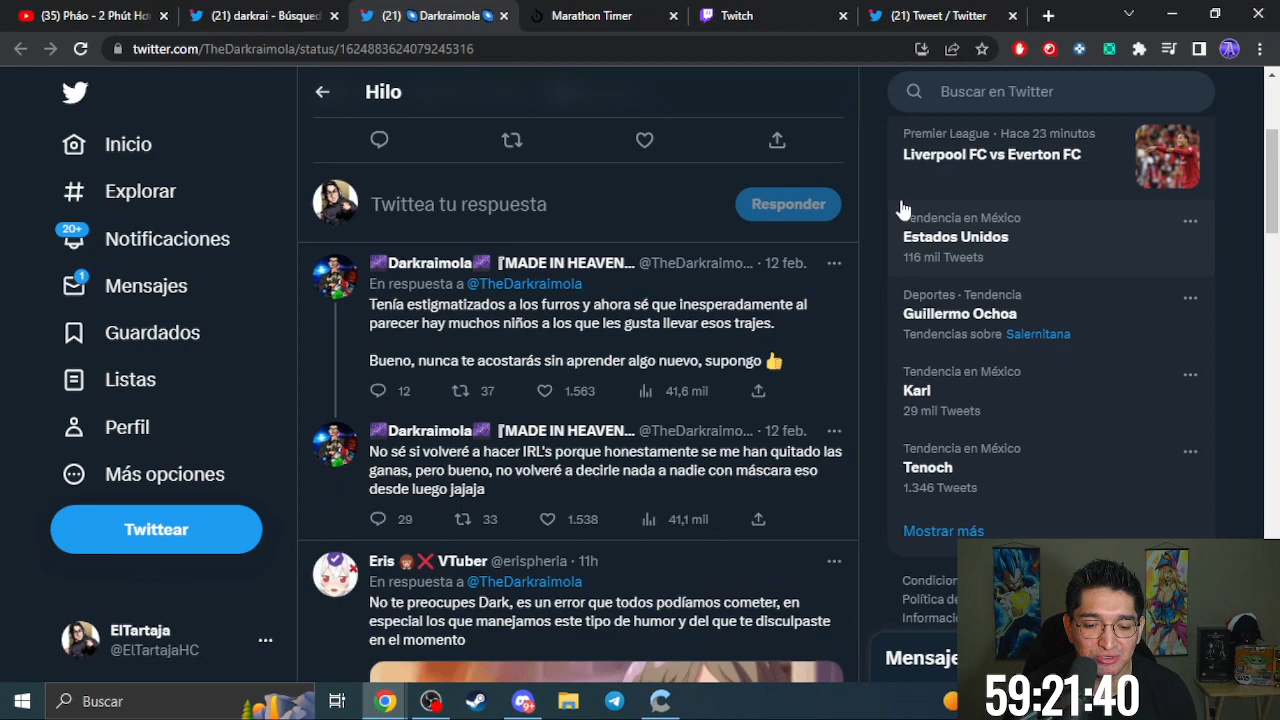 (35) Pháo - 2 Phút Ho
(21) darkrai - Búsqued
(21) Darkraimola
Marathon Timer
Twitch
(21) Tweet / Twitter
twitter.com/TheDarkraimola/status/1624883624079245316
Inicio
Explorar
20+
Notificaciones
1
Mensajes
Guardados
Listas
Perfil
Más opciones
Twittear
ElTartaja
@ElTartajaHC
Hilo
Twittea tu respuesta
Responder
Darkraimola『MADE IN HEAVEN... @TheDarkraimo... · 12 feb.
En respuesta a @TheDarkraimola
Tenía estigmatizados a los furros y ahora sé que inesperadamente al
parecer hay muchos niños a los que les gusta llevar esos trajes.
Bueno, nunca te acostarás sin aprender algo nuevo, supongo 👍
12 37 1.563 41,6 mil
Darkraimola『MADE IN HEAVEN... @TheDarkraimo... · 12 feb.
No sé si volveré a hacer IRL's porque honestamente se me han quitado las
ganas, pero bueno, no volveré a decirle nada a nadie con máscara eso
desde luego jajaja
29 33 1.538 41,1 mil
Eris ❌ VTuber @erispheria · 11h
En respuesta a @TheDarkraimola
No te preocupes Dark, es un error que todos podíamos cometer, en
especial los que manejamos este tipo de humor y del que te disculpaste
en el momento
Buscar en Twitter
Premier League · Hace 23 minutos
Liverpool FC vs Everton FC
Tendencia en México
Estados Unidos
116 mil Tweets
Deportes · Tendencia
Guillermo Ochoa
Tendencias sobre Salernitana
Tendencia en México
Karl
29 mil Tweets
Tendencia en México
Tenoch
1.346 Tweets
Mostrar más
Condicion
Política de
Informació
Mensaje
59:21:40
Buscar
9+